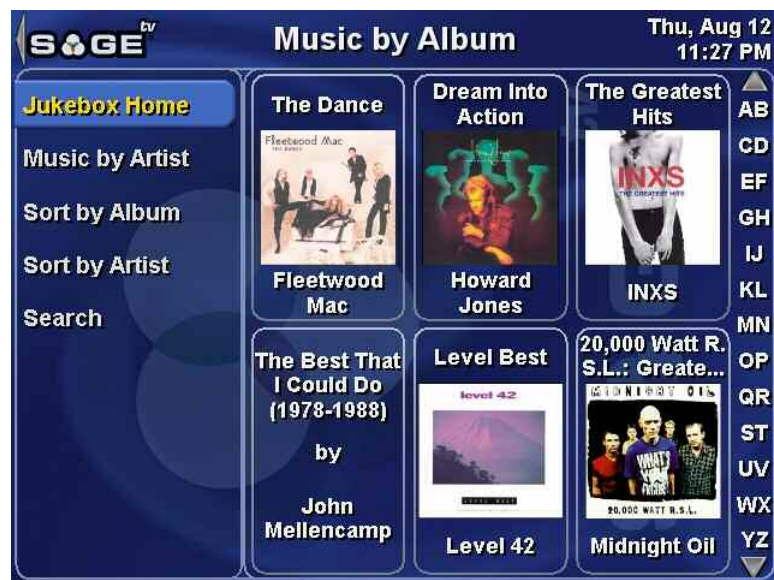 SAGE tv
Music by Album
Thu, Aug 12
11:27 PM
Jukebox Home
Music by Artist
Sort by Album
Sort by Artist
Search
The Dance
Fleetwood Mac
THE DANCE
Fleetwood
Mac
Dream Into
Action
Howard
Jones
The Greatest
Hits
INXS
THE GREATEST HITS
INXS
The Best That
I Could Do
(1978-1988)
by
John
Mellencamp
Level Best
level 42
LEVEL BEST
Level 42
20,000 Watt R.
S.L.: Greate...
MIDNIGHT OIL
20,000 WATT R.S.L.
Midnight Oil
AB
CD
EF
GH
IJ
KL
MN
OP
QR
ST
UV
WX
YZ